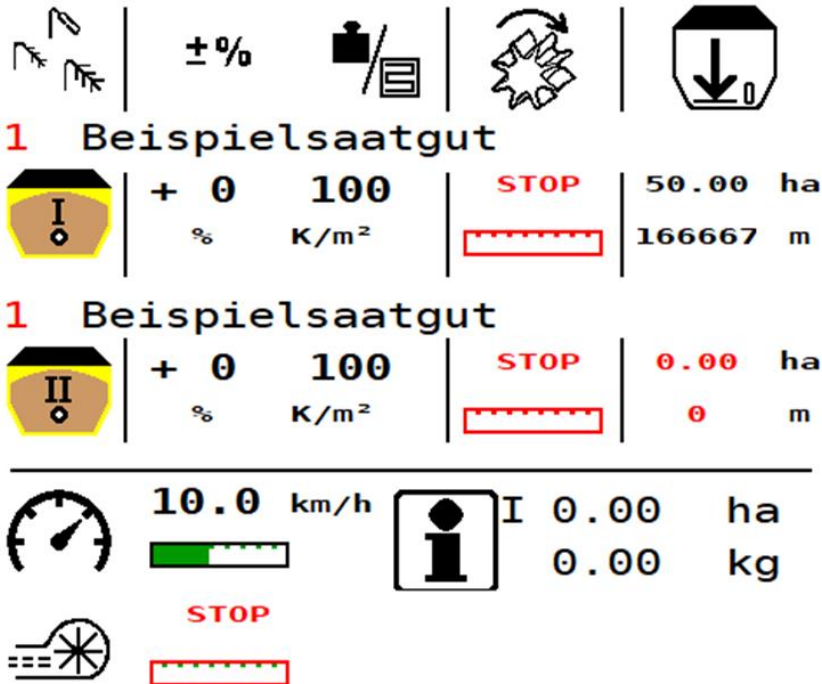 ±%
1 Beispielsaatgut
I + 0 100 STOP 50.00 ha
% K/m² 166667 m
1 Beispielsaatgut
II + 0 100 STOP 0.00 ha
% K/m² 0 m
10.0 km/h i I 0.00 ha
0.00 kg
STOP